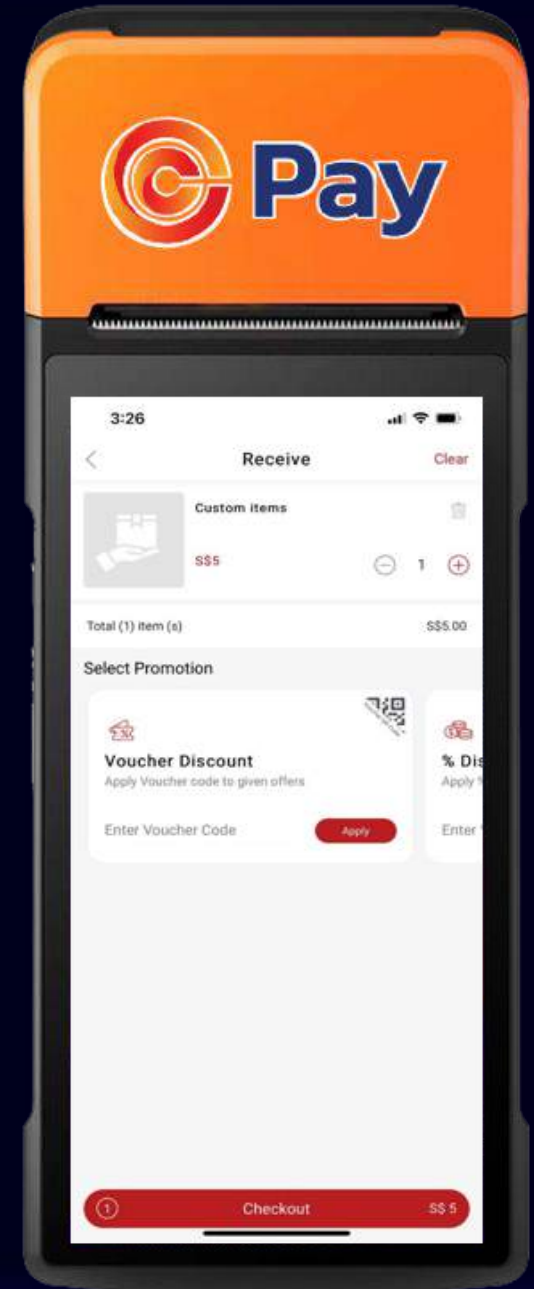 Pay
3:26
Receive
Clear
Custom items
S$5
1
Total (1) item (s)
S$5.00
Select Promotion
Voucher Discount
Apply Voucher code to given offers
Enter Voucher Code
Apply
% Dis
Apply %
Enter
1
Checkout
S$ 5